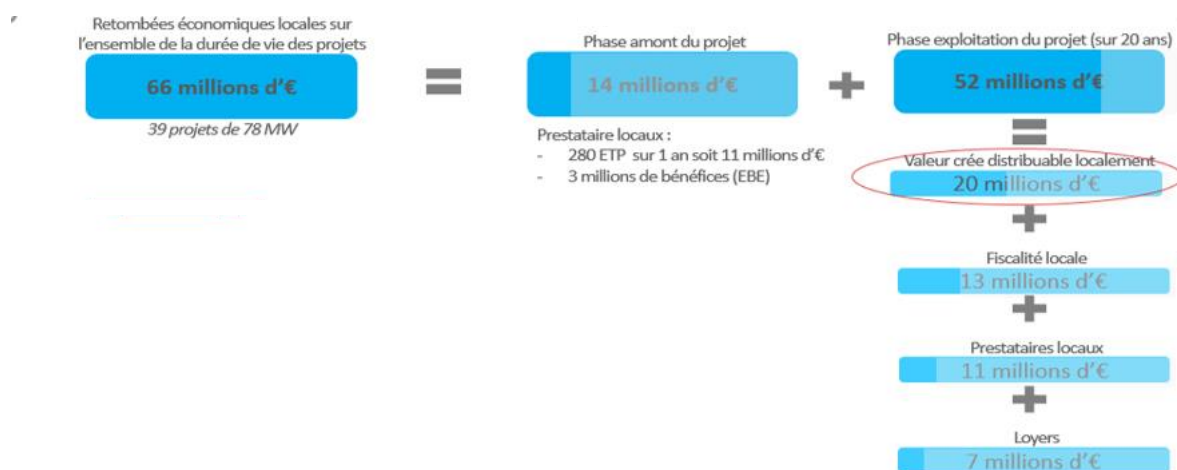 Retombées économiques locales sur
l'ensemble de la durée de vie des projets
66 millions d'€
39 projets de 78 MW
=
Phase amont du projet
14 millions d'€
Prestataire locaux :
- 280 ETP sur 1 an soit 11 millions d'€
- 3 millions de bénéfices (EBE)
+
Phase exploitation du projet (sur 20 ans)
52 millions d'€
=
Valeur crée distribuable localement
20 millions d'€
+
Fiscalité locale
13 millions d'€
+
Prestataires locaux
11 millions d'€
+
Loyers
7 millions d'€